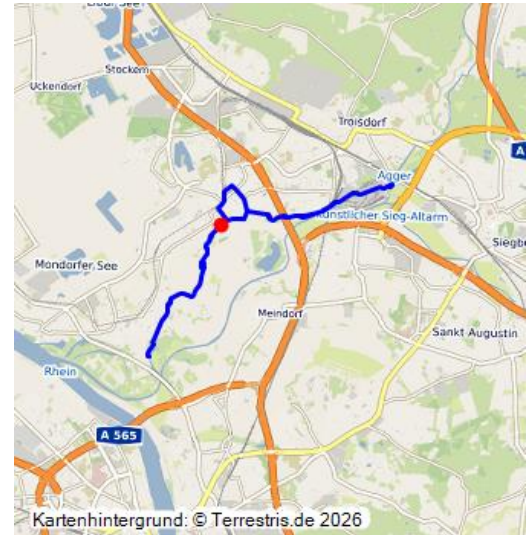 Stockem
Uckendorf
Troisdorf
A
Agger
künstlicher Sieg-Altarm
Siegb
Mondorfer See
Meindorf
Sankt Augustin
Rhein
A 565
Kartenhintergrund: © Terrestris.de 2026